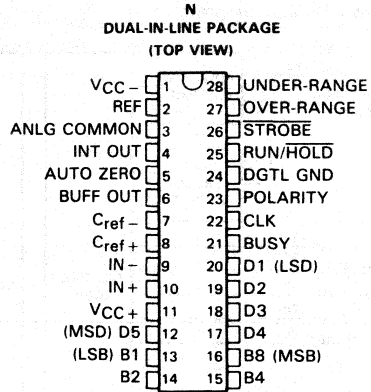 N
DUAL-IN-LINE PACKAGE
(TOP VIEW)
VCC − 1 28 UNDER-RANGE
REF 2 27 OVER-RANGE
ANLG COMMON 3 26 STROBE
INT OUT 4 25 RUN/HOLD
AUTO ZERO 5 24 DGTL GND
BUFF OUT 6 23 POLARITY
Cref − 7 22 CLK
Cref + 8 21 BUSY
IN − 9 20 D1 (LSD)
IN + 10 19 D2
VCC + 11 18 D3
(MSD) D5 12 17 D4
(LSB) B1 13 16 B8 (MSB)
B2 14 15 B4